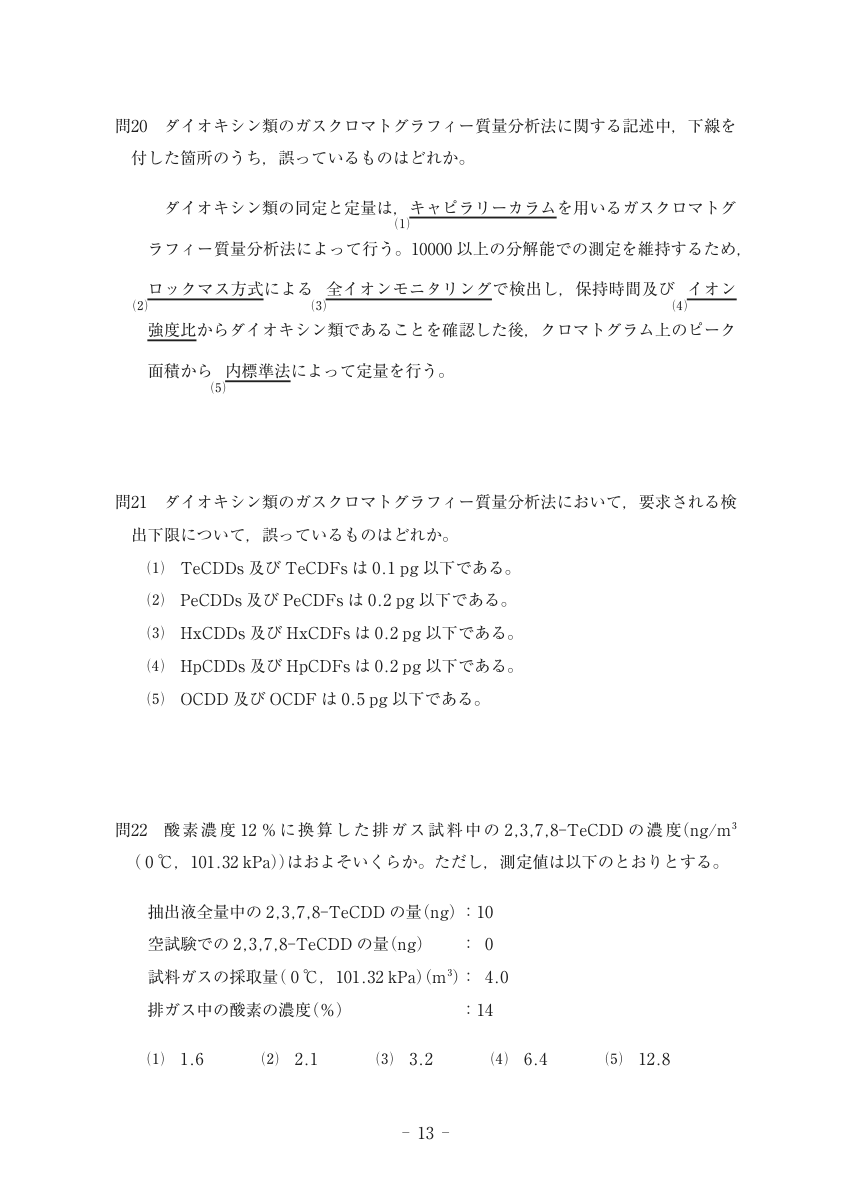 問20　ダイオキシン類のガスクロマトグラフィー質量分析法に関する記述中，下線を
付した箇所のうち，誤っているものはどれか。
ダイオキシン類の同定と定量は，(1)キャピラリーカラムを用いるガスクロマトグ
ラフィー質量分析法によって行う。10000 以上の分解能での測定を維持するため，
(2)ロックマス方式による(3)全イオンモニタリングで検出し，保持時間及び(4)イオン
強度比からダイオキシン類であることを確認した後，クロマトグラム上のピーク
面積から(5)内標準法によって定量を行う。
問21　ダイオキシン類のガスクロマトグラフィー質量分析法において，要求される検
出下限について，誤っているものはどれか。
(1)　TeCDDs 及び TeCDFs は 0.1 pg 以下である。
(2)　PeCDDs 及び PeCDFs は 0.2 pg 以下である。
(3)　HxCDDs 及び HxCDFs は 0.2 pg 以下である。
(4)　HpCDDs 及び HpCDFs は 0.2 pg 以下である。
(5)　OCDD 及び OCDF は 0.5 pg 以下である。
問22　酸素濃度 12 % に換算した排ガス試料中の 2,3,7,8-TeCDD の濃度(ng/m³
(0 ℃，101.32 kPa))はおよそいくらか。ただし，測定値は以下のとおりとする。
抽出液全量中の 2,3,7,8-TeCDD の量(ng)：10
空試験での 2,3,7,8-TeCDD の量(ng)　：0
試料ガスの採取量(0 ℃，101.32 kPa)(m³)：4.0
排ガス中の酸素の濃度(%)　：14
(1)　1.6　(2)　2.1　(3)　3.2　(4)　6.4　(5)　12.8
- 13 -